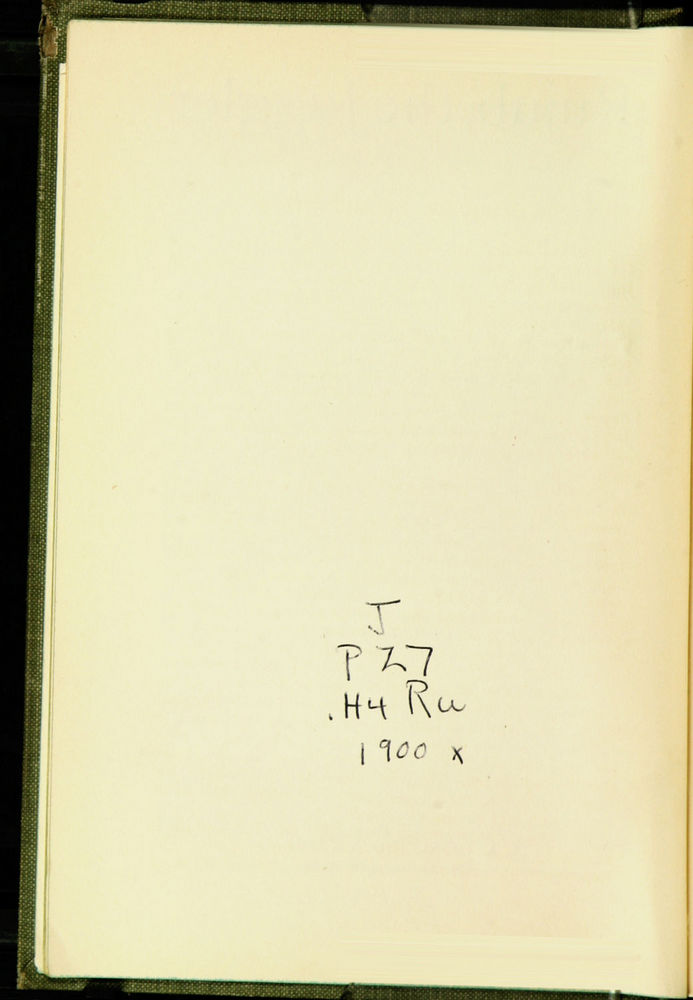 J
PZ7
.H4 Ru
1900 x